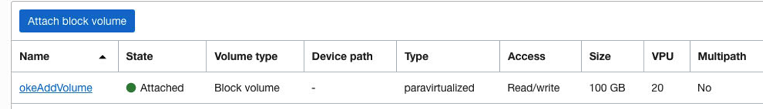 Attach block volume
Name State Volume type Device path Type Access Size VPU Multipath
okeAddVolume Attached Block volume - paravirtualized Read/write 100 GB 20 No